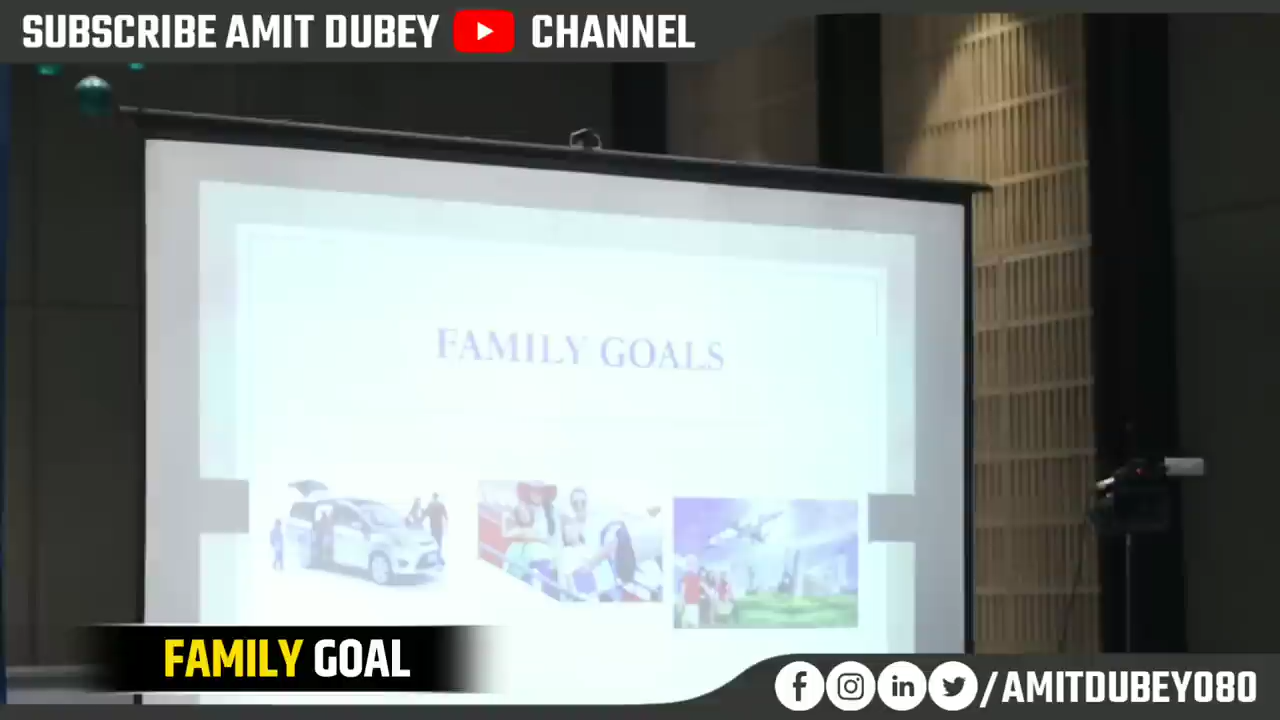 SUBSCRIBE AMIT DUBEY CHANNEL
FAMILY GOALS
FAMILY GOAL
/AMITDUBEY080